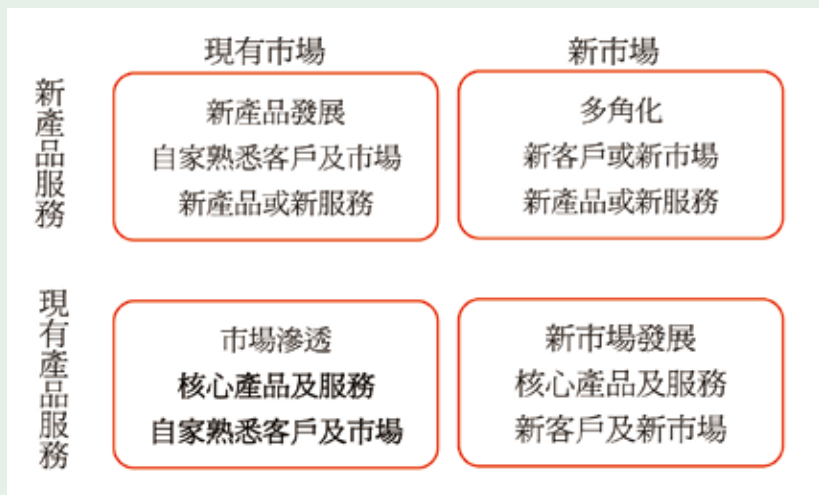 現有市場
新市場
新產品服務
新產品發展
自家熟悉客戶及市場
新產品或新服務
多角化
新客戶或新市場
新產品或新服務
現有產品服務
市場滲透
核心產品及服務
自家熟悉客戶及市場
新市場發展
核心產品及服務
新客戶及新市場